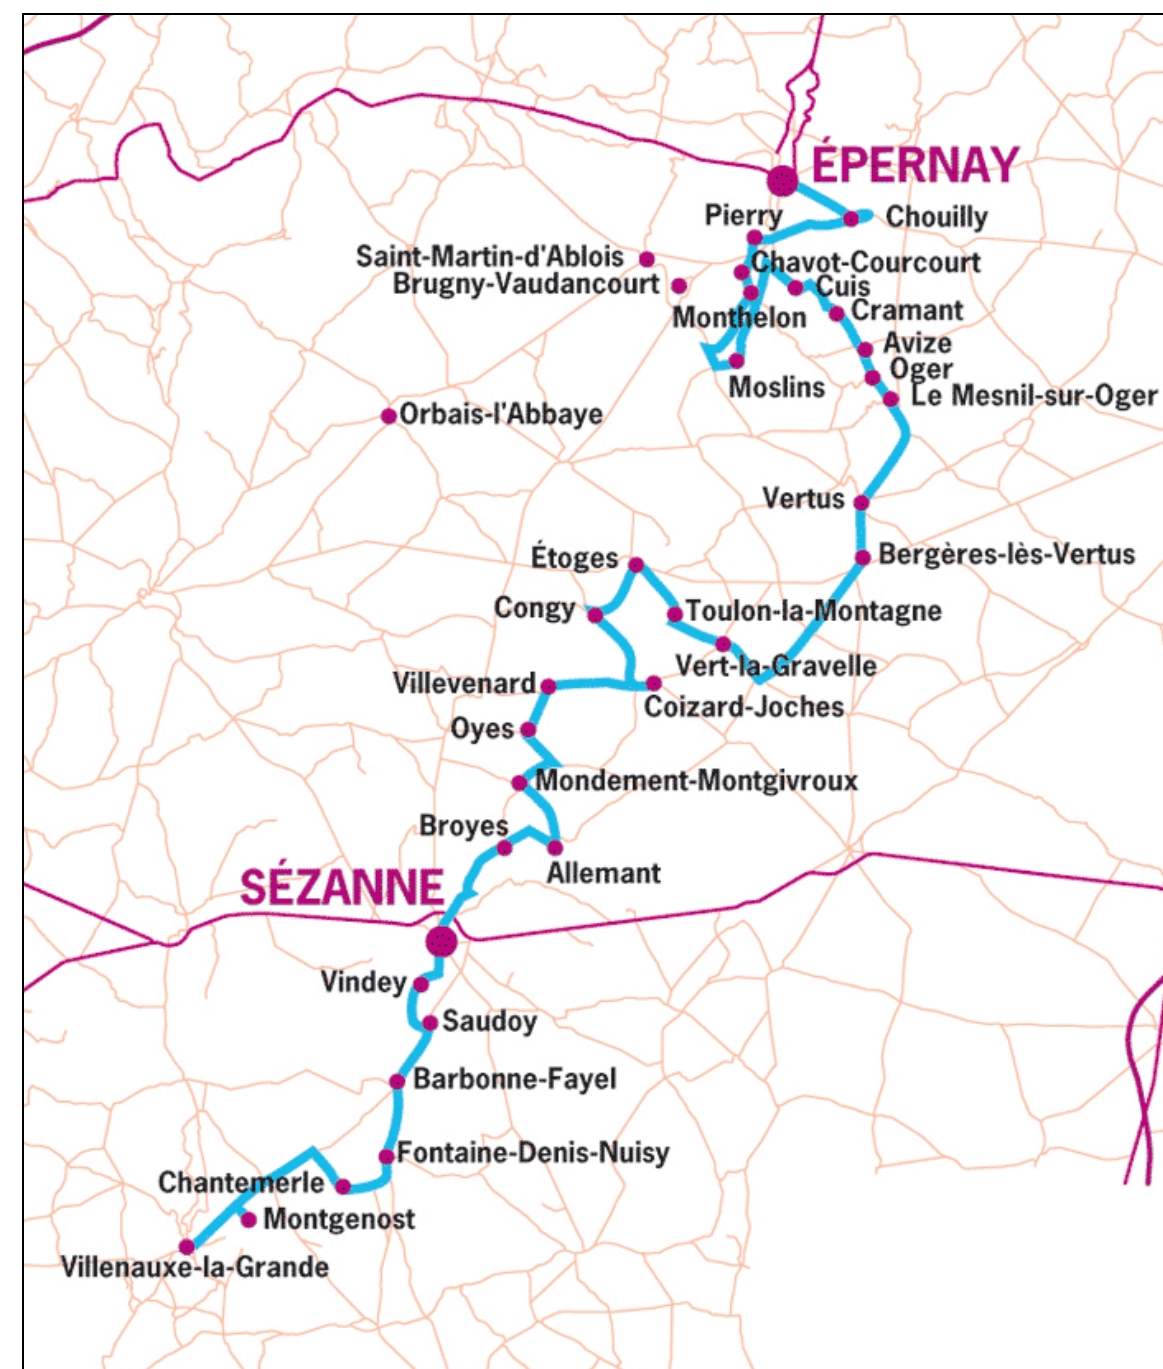 ÉPERNAY
Pierry
Chouilly
Saint-Martin-d'Ablois
Chavot-Courcourt
Brugny-Vaudancourt
Cuis
Monthelon
Cramant
Avize
Oger
Moslins
Le Mesnil-sur-Oger
Orbais-l'Abbaye
Vertus
Étoges
Bergères-lès-Vertus
Congy
Toulon-la-Montagne
Vert-la-Gravelle
Villevenard
Coizard-Joches
Oyes
Mondement-Montgivroux
Broyes
Allemant
SÉZANNE
Vindey
Saudoy
Barbonne-Fayel
Fontaine-Denis-Nuisy
Chantemerle
Montgenost
Villenauxe-la-Grande